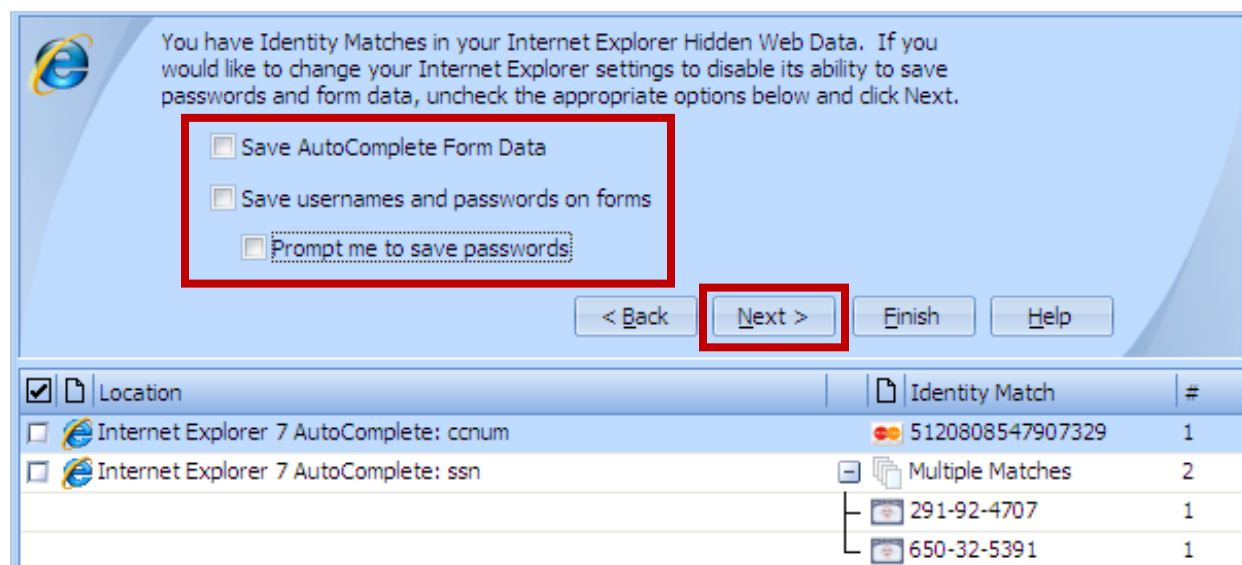 You have Identity Matches in your Internet Explorer Hidden Web Data. If you
would like to change your Internet Explorer settings to disable its ability to save
passwords and form data, uncheck the appropriate options below and click Next.
Save AutoComplete Form Data
Save usernames and passwords on forms
Prompt me to save passwords
< Back Next > Finish Help
Location Identity Match #
Internet Explorer 7 AutoComplete: ccnum 5120808547907329 1
Internet Explorer 7 AutoComplete: ssn Multiple Matches 2
291-92-4707 1
650-32-5391 1